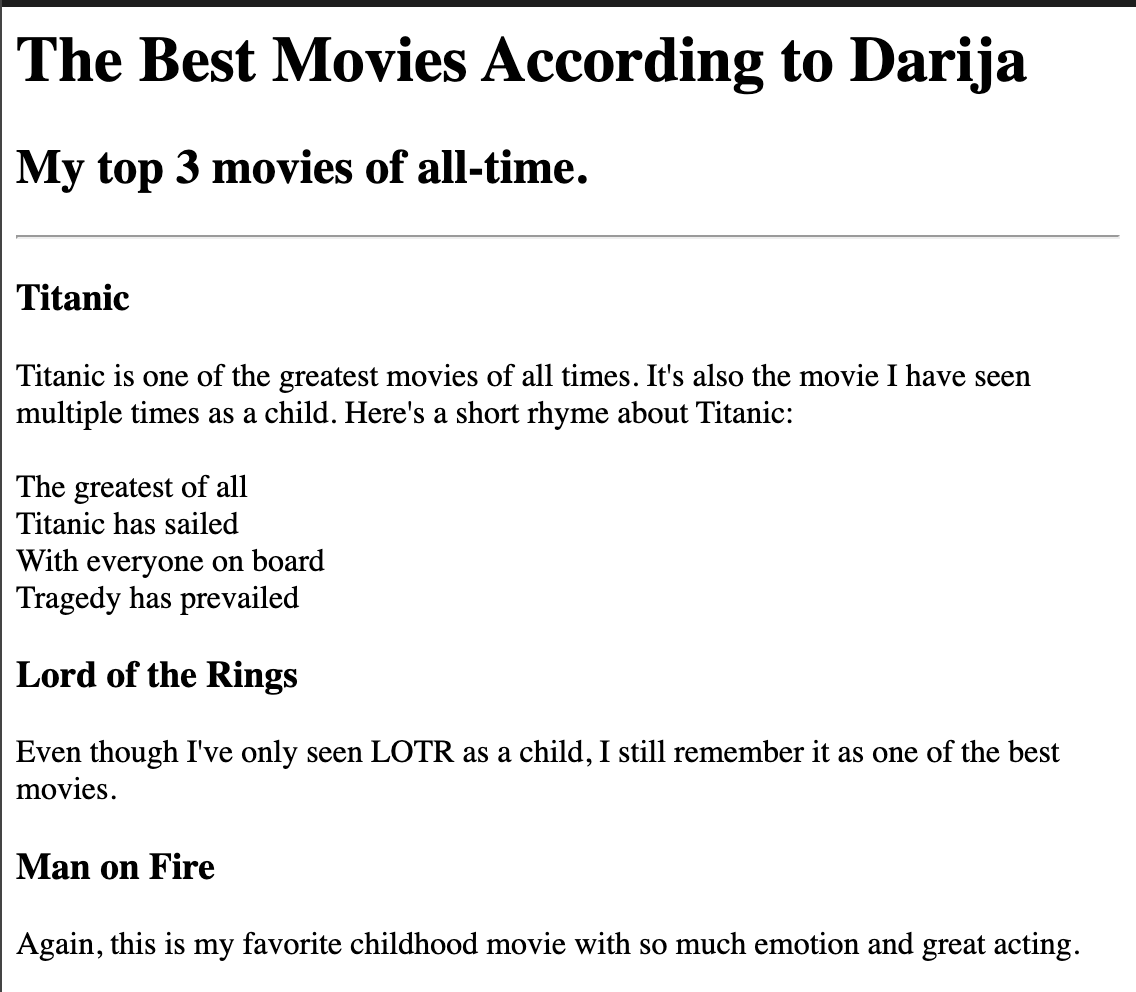 The Best Movies According to Darija
My top 3 movies of all-time.
Titanic
Titanic is one of the greatest movies of all times. It's also the movie I have seen
multiple times as a child. Here's a short rhyme about Titanic:
The greatest of all
Titanic has sailed
With everyone on board
Tragedy has prevailed
Lord of the Rings
Even though I've only seen LOTR as a child, I still remember it as one of the best
movies.
Man on Fire
Again, this is my favorite childhood movie with so much emotion and great acting.